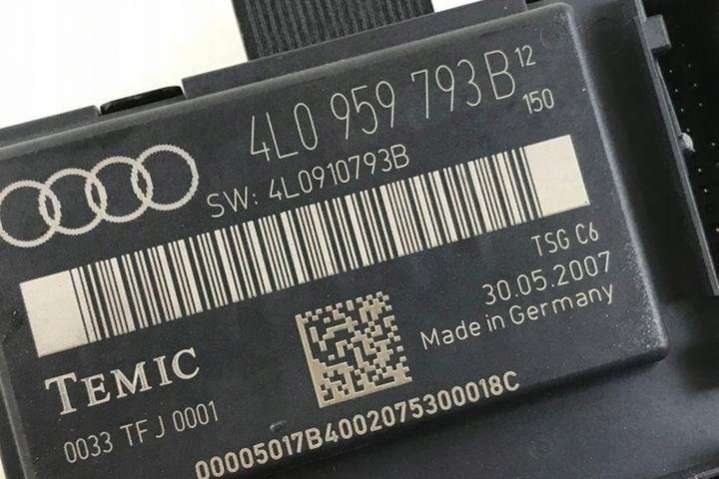 4L0 959 793B 12
150
SW: 4L0910793B
TSG C6
30.05.2007
Made in Germany
TEMIC
0033 TFJ 0001
00005017B4002075300018C